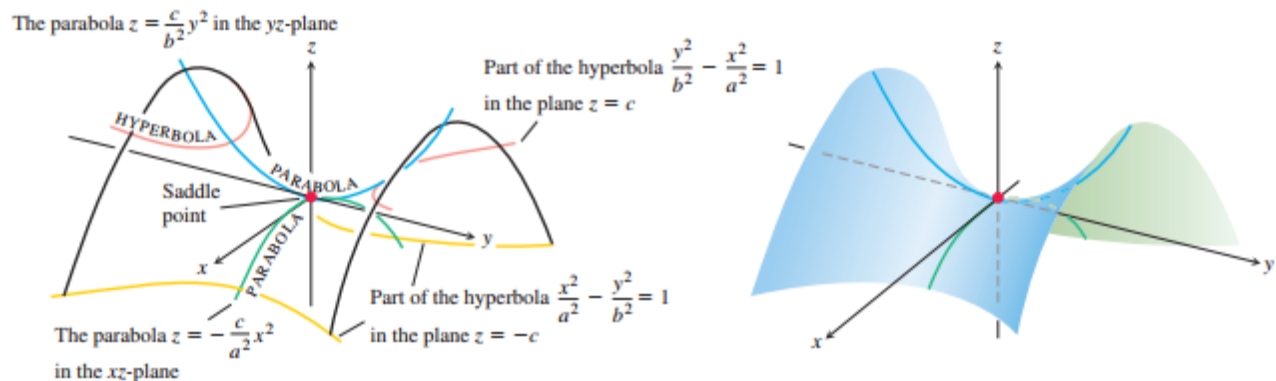 The parabola z = c/b² y² in the yz-plane
z
Part of the hyperbola y²/b² − x²/a² = 1
in the plane z = c
HYPERBOLA
PARABOLA
Saddle
point
y
x
PARABOLA
Part of the hyperbola x²/a² − y²/b² = 1
in the plane z = −c
The parabola z = − c/a² x²
in the xz-plane
z
y
x